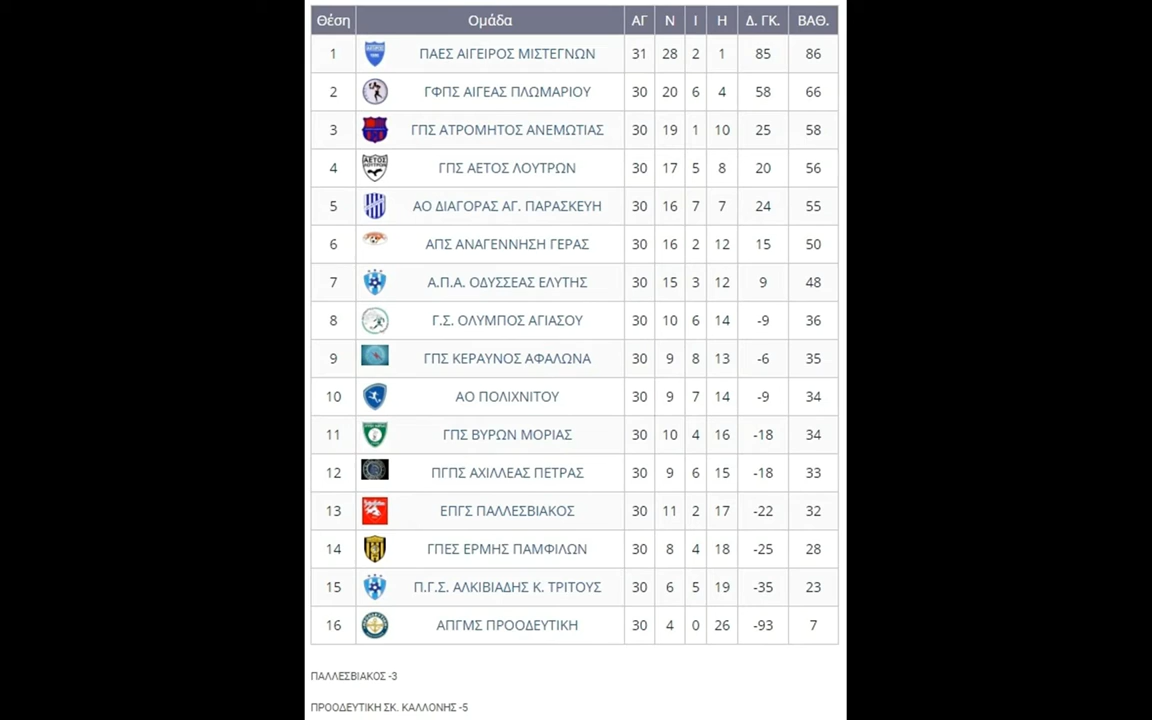 Θέση Ομάδα ΑΓ Ν Ι Η Δ. ΓΚ. ΒΑΘ.
1 ΠΑΕΣ ΑΙΓΕΙΡΟΣ ΜΙΣΤΕΓΝΩΝ 31 28 2 1 85 86
2 ΓΦΠΣ ΑΙΓΕΑΣ ΠΛΩΜΑΡΙΟΥ 30 20 6 4 58 66
3 ΓΠΣ ΑΤΡΟΜΗΤΟΣ ΑΝΕΜΩΤΙΑΣ 30 19 1 10 25 58
4 ΓΠΣ ΑΕΤΟΣ ΛΟΥΤΡΩΝ 30 17 5 8 20 56
5 ΑΟ ΔΙΑΓΟΡΑΣ ΑΓ. ΠΑΡΑΣΚΕΥΗ 30 16 7 7 24 55
6 ΑΠΣ ΑΝΑΓΕΝΝΗΣΗ ΓΕΡΑΣ 30 16 2 12 15 50
7 Α.Π.Α. ΟΔΥΣΣΕΑΣ ΕΛΥΤΗΣ 30 15 3 12 9 48
8 Γ.Σ. ΟΛΥΜΠΟΣ ΑΓΙΑΣΟΥ 30 10 6 14 -9 36
9 ΓΠΣ ΚΕΡΑΥΝΟΣ ΑΦΑΛΩΝΑ 30 9 8 13 -6 35
10 ΑΟ ΠΟΛΙΧΝΙΤΟΥ 30 9 7 14 -9 34
11 ΓΠΣ ΒΥΡΩΝ ΜΟΡΙΑΣ 30 10 4 16 -18 34
12 ΠΓΠΣ ΑΧΙΛΛΕΑΣ ΠΕΤΡΑΣ 30 9 6 15 -18 33
13 ΕΠΓΣ ΠΑΛΛΕΣΒΙΑΚΟΣ 30 11 2 17 -22 32
14 ΓΠΕΣ ΕΡΜΗΣ ΠΑΜΦΙΛΩΝ 30 8 4 18 -25 28
15 Π.Γ.Σ. ΑΛΚΙΒΙΑΔΗΣ Κ. ΤΡΙΤΟΥΣ 30 6 5 19 -35 23
16 ΑΠΓΜΣ ΠΡΟΟΔΕΥΤΙΚΗ 30 4 0 26 -93 7
ΠΑΛΛΕΣΒΙΑΚΟΣ -3
ΠΡΟΟΔΕΥΤΙΚΗ ΣΚ. ΚΑΛΛΟΝΗΣ -5